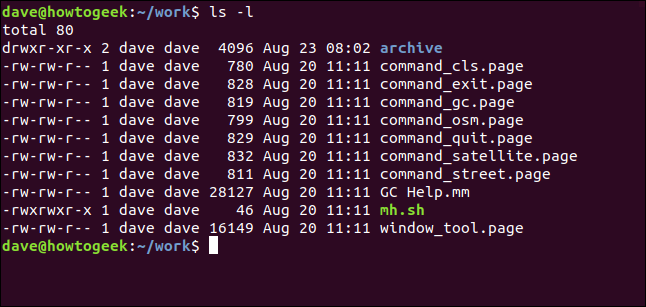 dave@howtogeek:~/work$ ls -l
total 80
drwxr-xr-x 2 dave dave  4096 Aug 23 08:02 archive
-rw-rw-r-- 1 dave dave   780 Aug 20 11:11 command_cls.page
-rw-rw-r-- 1 dave dave   828 Aug 20 11:11 command_exit.page
-rw-rw-r-- 1 dave dave   819 Aug 20 11:11 command_gc.page
-rw-rw-r-- 1 dave dave   799 Aug 20 11:11 command_osm.page
-rw-rw-r-- 1 dave dave   829 Aug 20 11:11 command_quit.page
-rw-rw-r-- 1 dave dave   832 Aug 20 11:11 command_satellite.page
-rw-rw-r-- 1 dave dave   811 Aug 20 11:11 command_street.page
-rw-rw-r-- 1 dave dave 28127 Aug 20 11:11 GC Help.mm
-rwxrwxr-x 1 dave dave    46 Aug 20 11:11 mh.sh
-rw-rw-r-- 1 dave dave 16149 Aug 20 11:11 window_tool.page
dave@howtogeek:~/work$